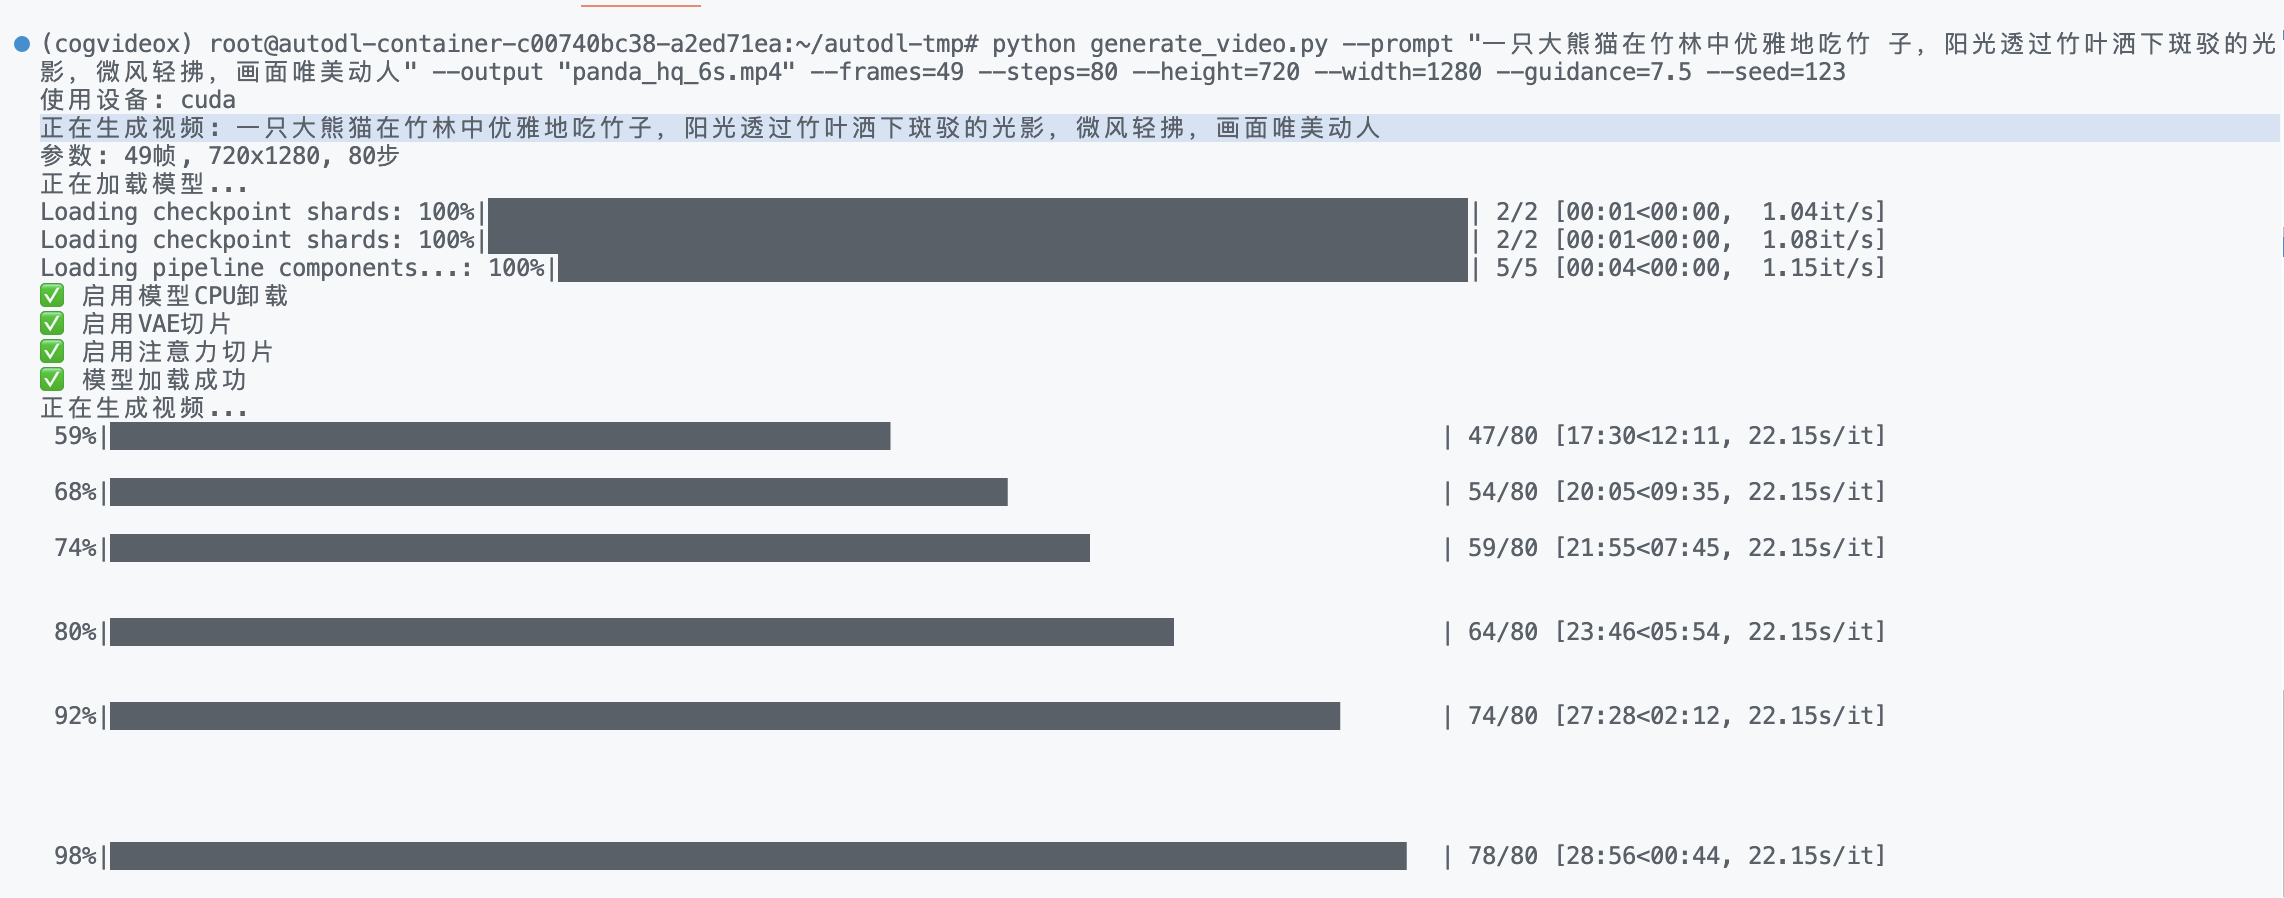 (cogvideox) root@autodl-container-c00740bc38-a2ed71ea:~/autodl-tmp# python generate_video.py --prompt "一只大熊猫在竹林中优雅地吃竹 子，阳光透过竹叶洒下斑驳的光
影，微风轻拂，画面唯美动人" --output "panda_hq_6s.mp4" --frames=49 --steps=80 --height=720 --width=1280 --guidance=7.5 --seed=123
使用设备: cuda
正在生成视频: 一只大熊猫在竹林中优雅地吃竹子，阳光透过竹叶洒下斑驳的光影，微风轻拂，画面唯美动人
参数: 49帧, 720x1280, 80步
正在加载模型...
Loading checkpoint shards: 100%| | 2/2 [00:01<00:00,  1.04it/s]
Loading checkpoint shards: 100%| | 2/2 [00:01<00:00,  1.08it/s]
Loading pipeline components...: 100%| | 5/5 [00:04<00:00,  1.15it/s]
✅ 启用模型CPU卸载
✅ 启用VAE切片
✅ 启用注意力切片
✅ 模型加载成功
正在生成视频...
59%| | 47/80 [17:30<12:11, 22.15s/it]
68%| | 54/80 [20:05<09:35, 22.15s/it]
74%| | 59/80 [21:55<07:45, 22.15s/it]
80%| | 64/80 [23:46<05:54, 22.15s/it]
92%| | 74/80 [27:28<02:12, 22.15s/it]
98%| | 78/80 [28:56<00:44, 22.15s/it]